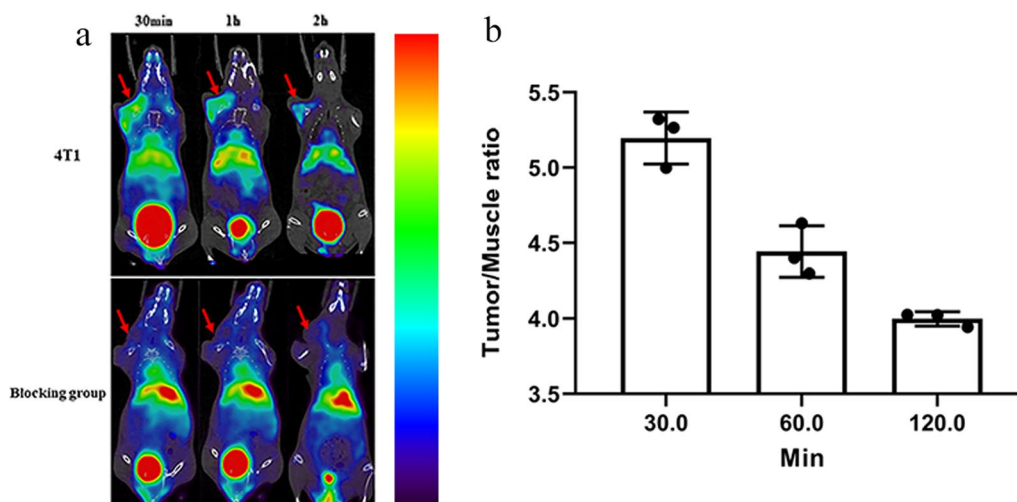 a
30min 1h 2h
4T1
Blocking group
b
Tumor/Muscle ratio
5.5
5.0
4.5
4.0
3.5
30.0 60.0 120.0
Min